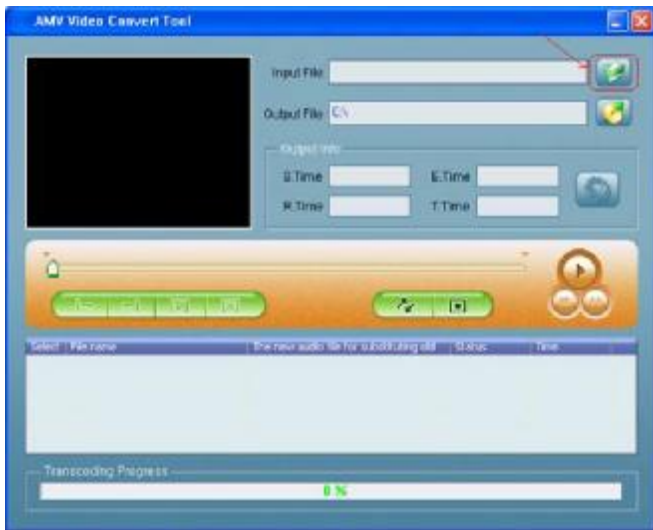 AMV Video Convert Tool
Input File
Output File C:\
Output Info
S.Time E.Time
R.Time T.Time
Select File name The new audio file for substituting old Status Time
Transcoding Progress
0 %